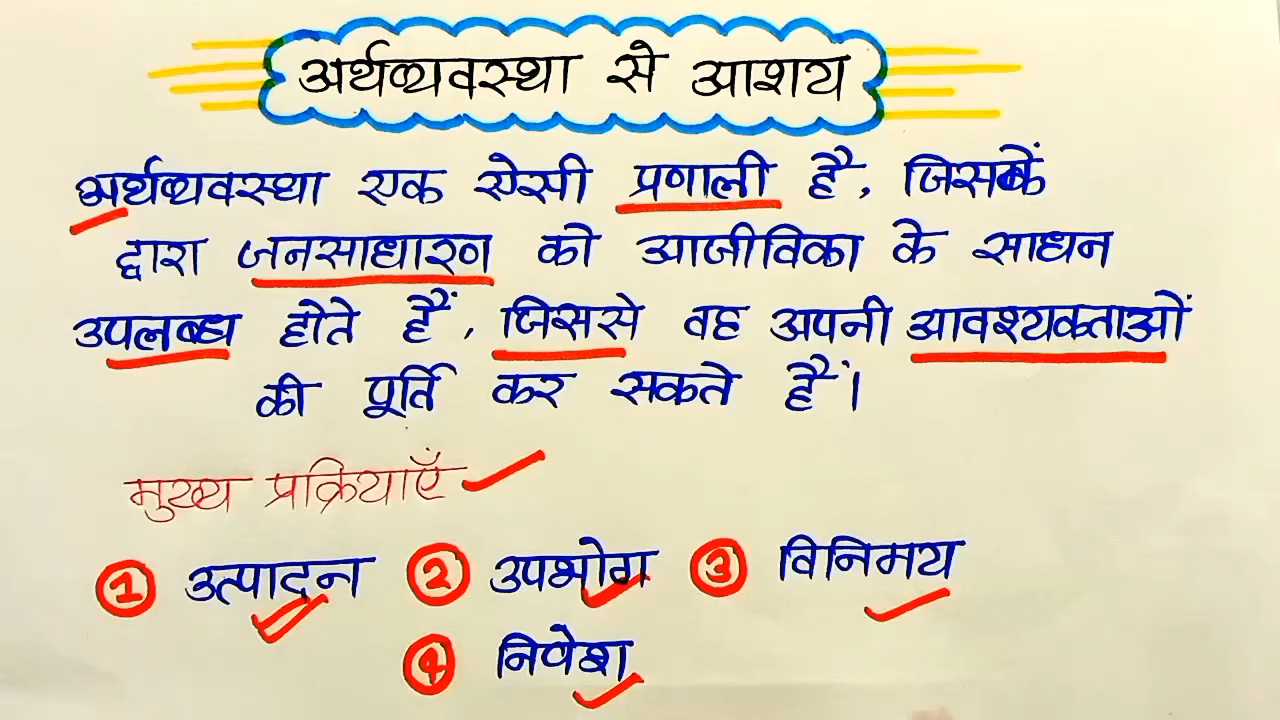 अर्थव्यवस्था से आशय
अर्थव्यवस्था एक ऐसी प्रणाली है, जिसकें
द्वारा जनसाधारण को आजीविका के साधन
उपलब्ध होते हैं, जिससे वह अपनी आवश्यकताओं
की पूर्ति कर सकते हैं।
मुख्य प्रक्रियाएँ
1 उत्पादन 2 उपभोग 3 विनिमय
4 निवेश